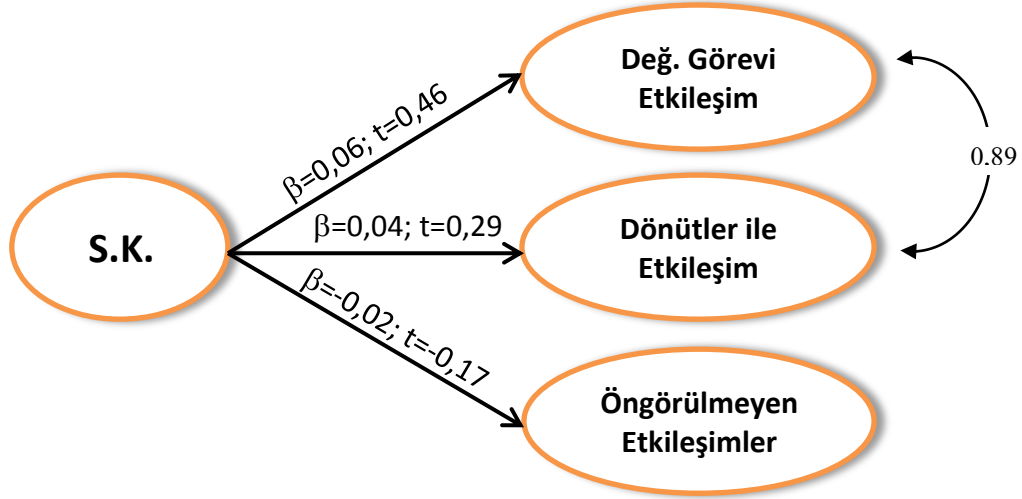 Değ. Görevi
Etkileşim
β=0,06; t=0,46
0.89
S.K.
β=0,04; t=0,29
Dönütler ile
Etkileşim
β=-0,02; t=-0,17
Öngörülmeyen
Etkileşimler